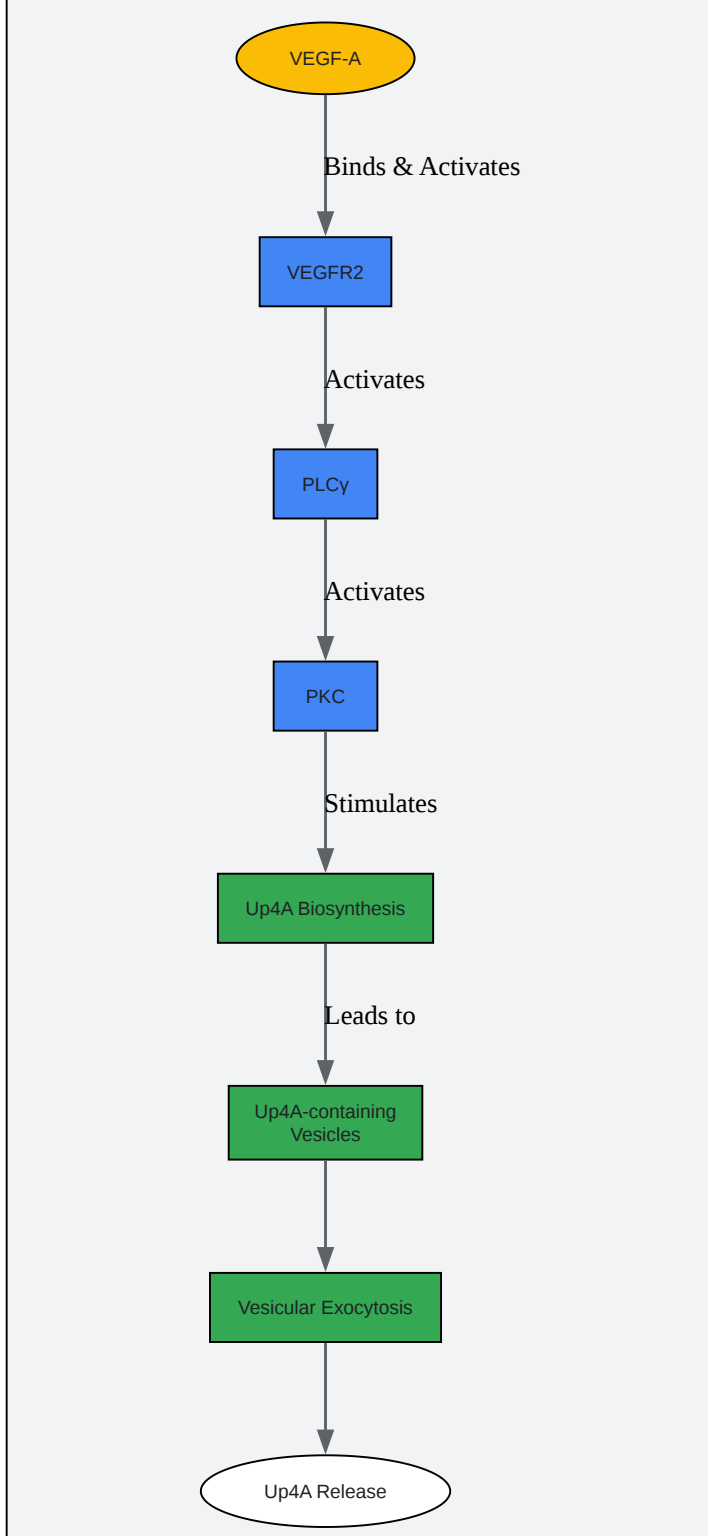 VEGF-A
Binds & Activates
VEGFR2
Activates
PLCγ
Activates
PKC
Stimulates
Up4A Biosynthesis
Leads to
Up4A-containing
Vesicles
Vesicular Exocytosis
Up4A Release